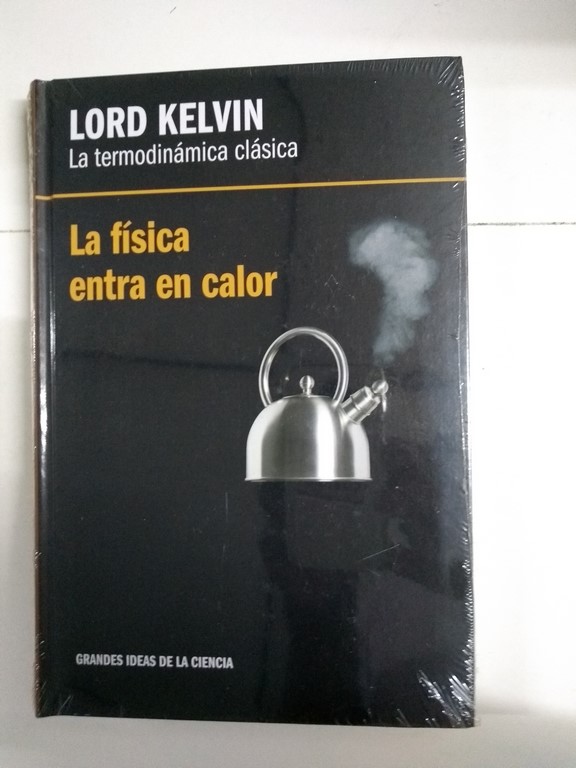 LORD KELVIN
La termodinámica clásica
La física
entra en calor
GRANDES IDEAS DE LA CIENCIA